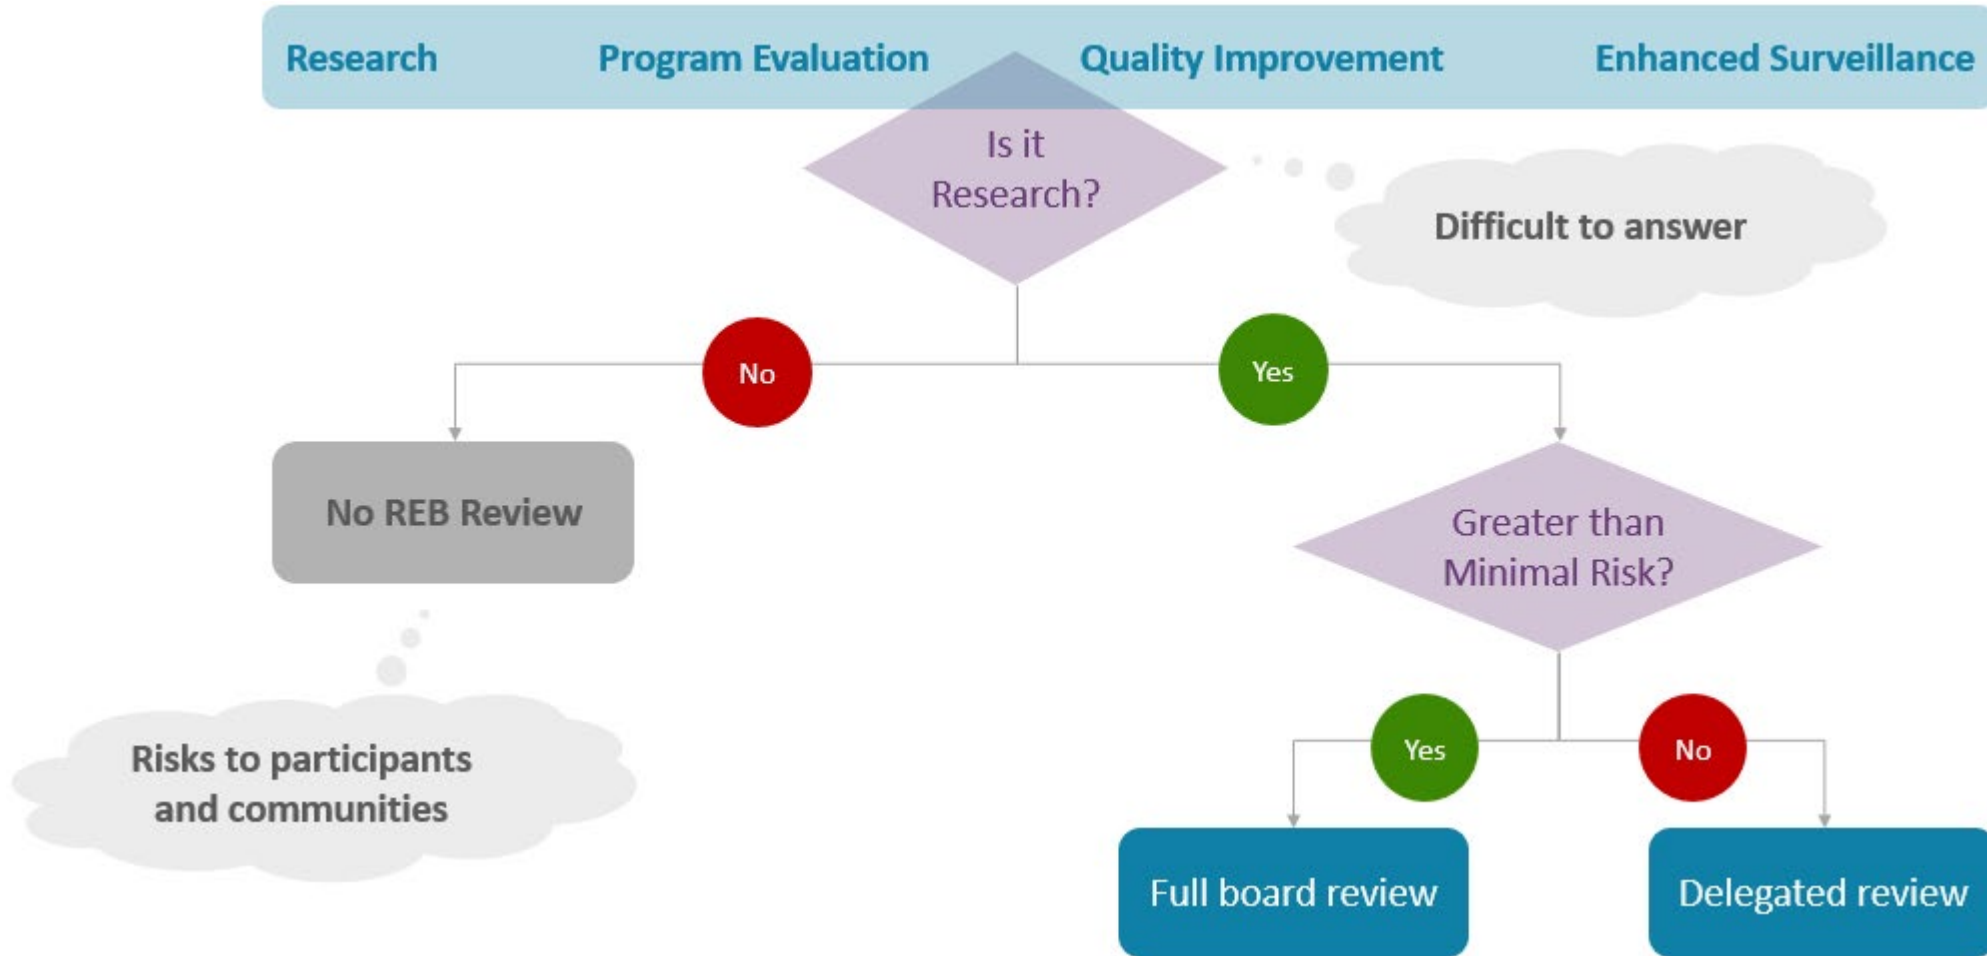 Research Program Evaluation Quality Improvement Enhanced Surveillance
Is it
Research?
Difficult to answer
No
Yes
No REB Review
Greater than
Minimal Risk?
Risks to participants
and communities
Yes
No
Full board review
Delegated review